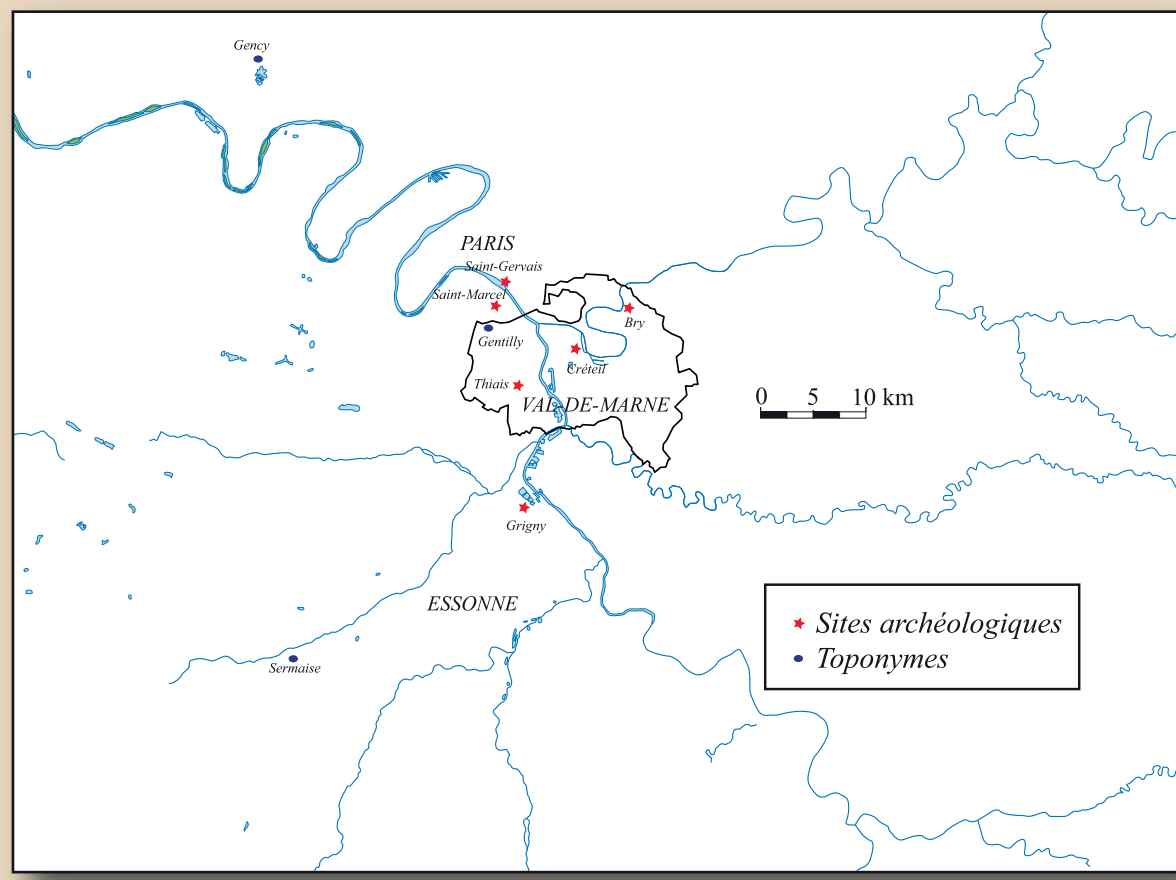 Gency
PARIS
Saint-Gervais
Saint-Marcel
Bry
Gentilly
Créteil
Thiais
VAL-DE-MARNE
0 5 10 km
Grigny
ESSONNE
Sites archéologiques
Toponymes
Sermaise